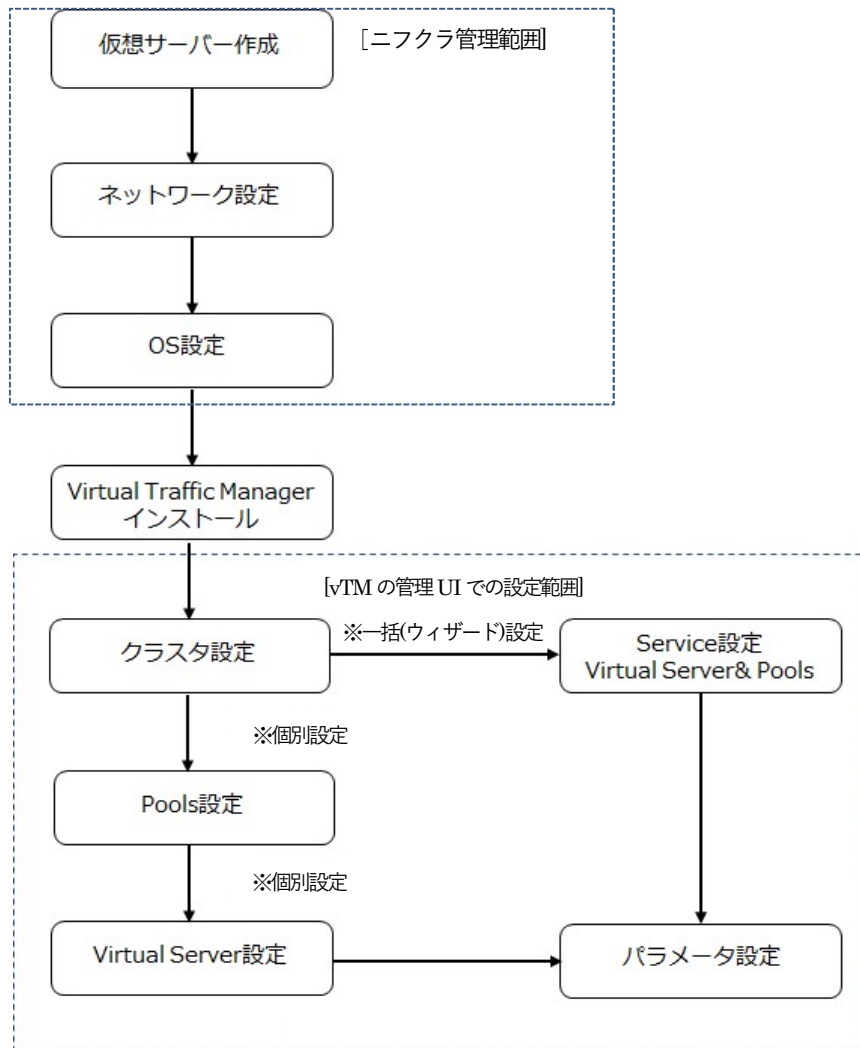 仮想サーバー作成
[ニフクラ管理範囲]
ネットワーク設定
OS設定
Virtual Traffic Manager
インストール
[vTM の管理 UI での設定範囲]
クラスタ設定
※一括(ウィザード)設定
Service設定
Virtual Server& Pools
※個別設定
Pools設定
※個別設定
Virtual Server設定
パラメータ設定